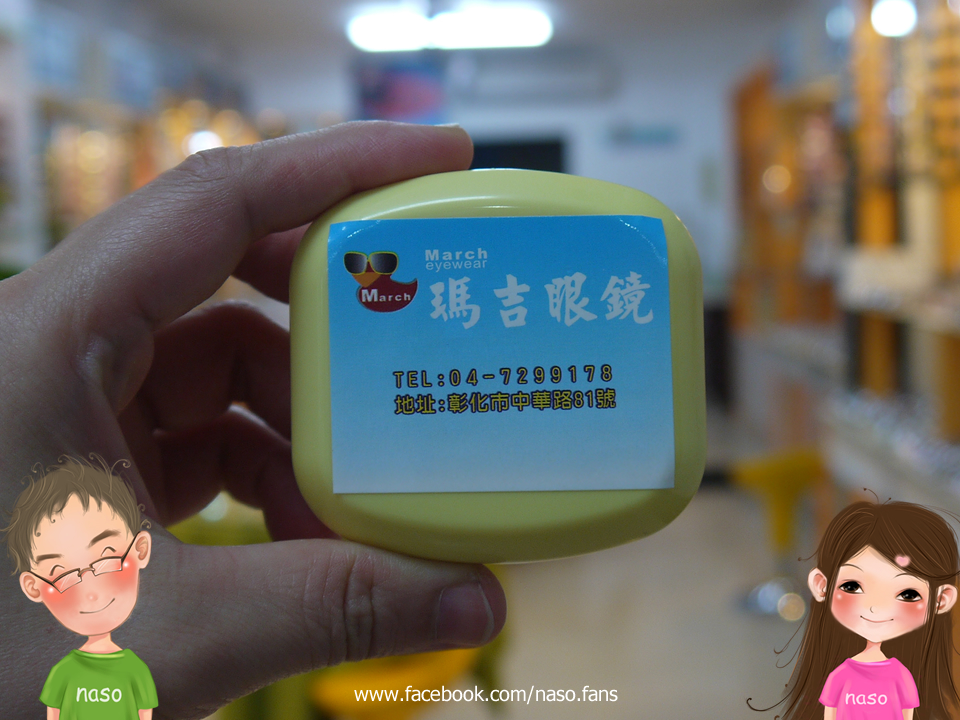 March
eyewear
March
瑪吉眼鏡
TEL:04-7299178
地址:彰化市中華路81號
naso
naso
www.facebook.com/naso.fans